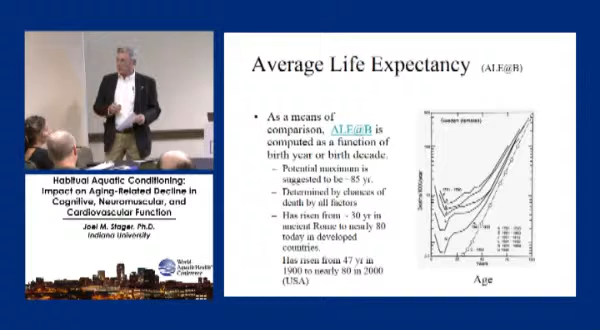 Average Life Expectancy (ALE@B)
• As a means of
comparison, ALE@B is
computed as a function of
birth year or birth decade.
– Potential maximum is
suggested to be ~85 yr.
– Determined by chances of
death by all factors
– Has risen from ~30 yr in
ancient Rome to nearly 80
today in developed
countries.
Has risen from 47 yr in
1900 to nearly 80 in 2000
(USA)
Sweden (females)
Age
Habitual Aquatic Conditioning:
Impact on Aging-Related Decline in
Cognitive, Neuromuscular, and
Cardiovascular Function
Joel M. Stager, Ph.D.
Indiana University
World
Aquatic Health
Conference